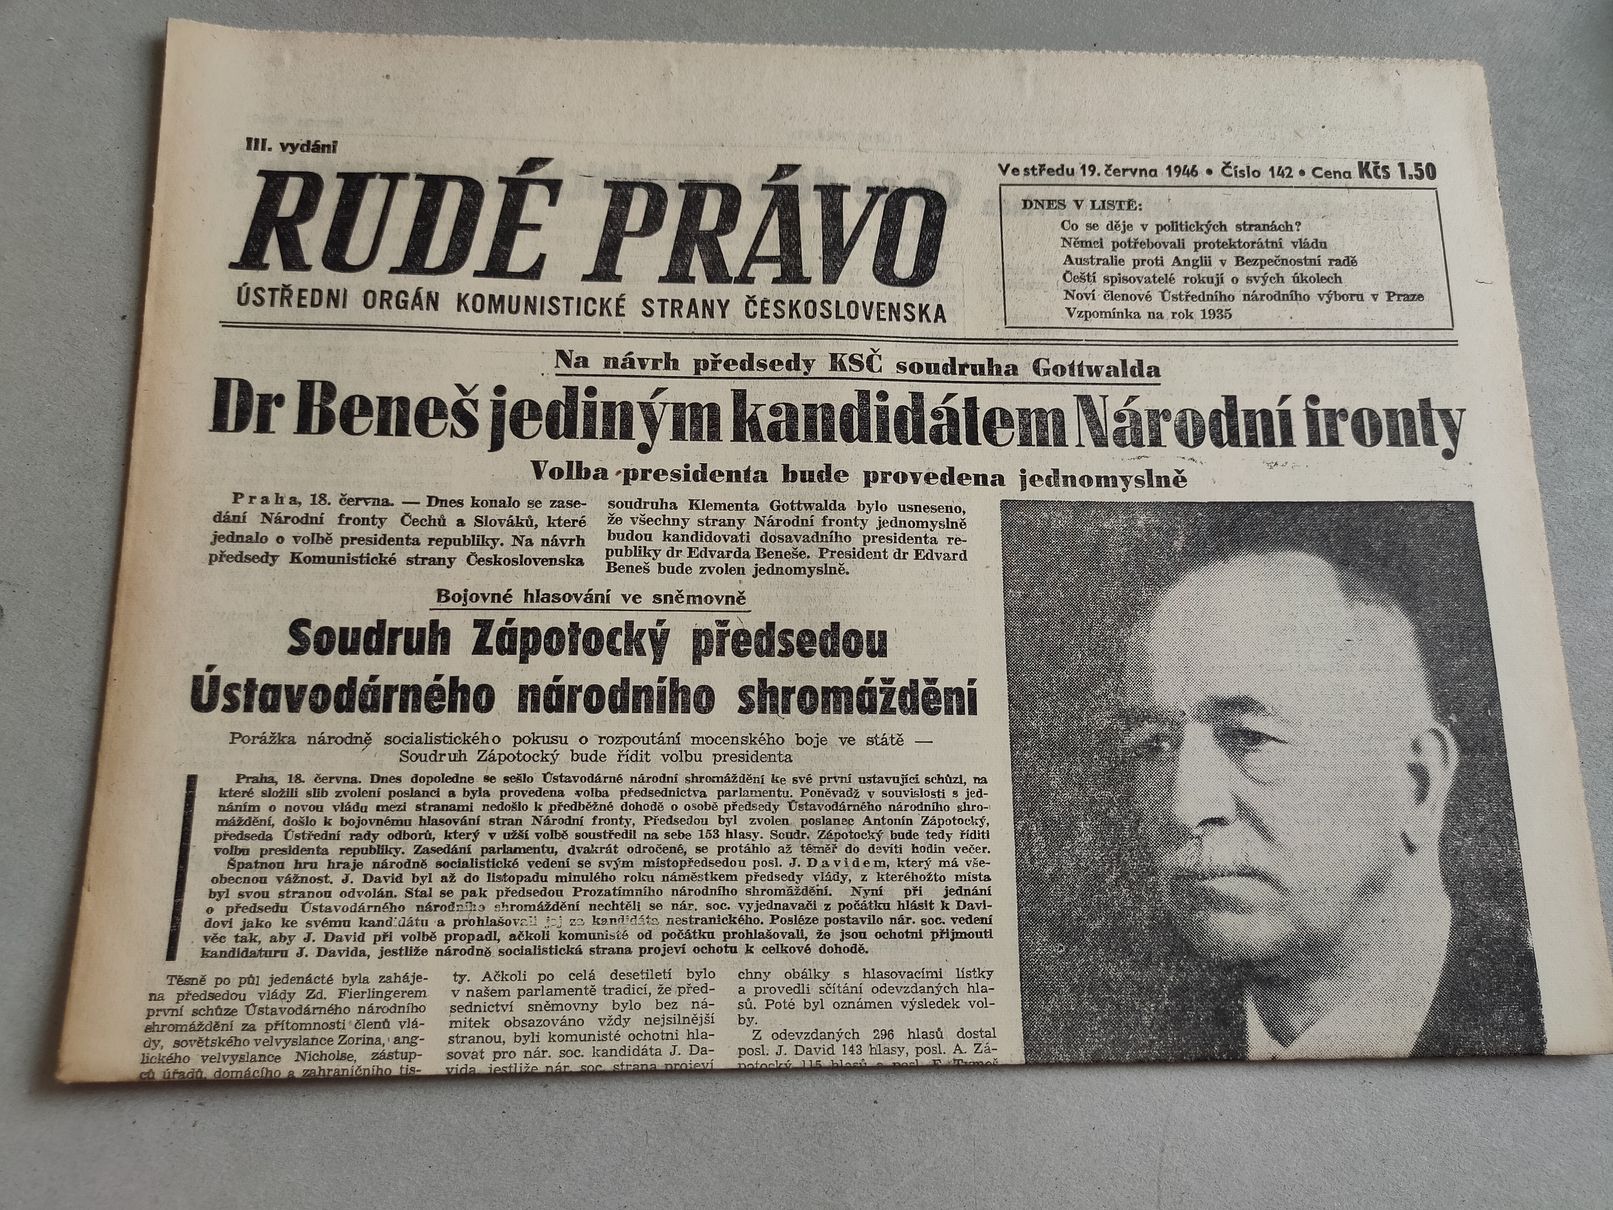 III. vydání
RUDÉ PRÁVO
ÚSTŘEDNI ORGÁN KOMUNISTICKÉ STRANY ČESKOSLOVENSKA
Ve středu 19. června 1946 • Číslo 142 • Cena Kčs 1.50
DNES V LISTĚ:
Co se děje v politických stranách?
Němci potřebovali protektorátní vládu
Australie proti Anglii v Bezpečnostní radě
Čeští spisovatelé rokují o svých úkolech
Noví členové Ústředního národního výboru v Praze
Vzpomínka na rok 1935
Na návrh předsedy KSČ soudruha Gottwalda
Dr Beneš jediným kandidátem Národní fronty
Volba presidenta bude provedena jednomyslně
Praha, 18. června. — Dnes konalo se zase-
dání Národní fronty Čechů a Slováků, které
jednalo o volbě presidenta republiky. Na návrh
předsedy Komunistické strany Československa
soudruha Klementa Gottwalda bylo usneseno,
že všechny strany Národní fronty jednomyslně
budou kandidovati dosavadního presidenta re-
publiky dr Edvarda Beneše. President dr Edvard
Beneš bude zvolen jednomyslně.
Bojovné hlasování ve sněmovně
Soudruh Zápotocký předsedou
Ústavodárného národního shromáždění
Porážka národně socialistického pokusu o rozpoutání mocenského boje ve státě —
Soudruh Zápotocký bude řídit volbu presidenta
Praha, 18. června. Dnes dopoledne se sešlo Ústavodárné národní shromáždění ke své první ustavující schůzi, na
které složili slib zvolení poslanci a byla provedena volba předsednictva parlamentu. Poněvadž v souvislosti s jed-
náním o novou vládu mezi stranami nedošlo k předběžné dohodě o osobě předsedy Ústavodárného národního shro-
máždění, došlo k bojovnému hlasování stran Národní fronty, Předsedou byl zvolen poslanec Antonín Zápotocký,
předseda Ústřední rady odborů, který v užší volbě soustředil na sebe 153 hlasy. Soudr. Zápotocký bude tedy říditi
volbu presidenta republiky. Zasedání parlamentu, dvakrát odročené, se protáhlo až téměř do devíti hodin večer.
Špatnou hru hraje národně socialistické vedení se svým místopředsedou posl. J. Davidem, který má vše-
obecnou vážnost. J. David byl až do listopadu minulého roku náměstkem předsedy vlády, z kteréhožto místa
byl svou stranou odvolán. Stal se pak předsedou Prozatímního národního shromáždění. Nyní při jednání
o předsedu Ústavodárného národního shromáždění nechtěli se nár. soc. vyjednavači z počátku hlásit k Davi-
dovi jako ke svému kandidátu a prohlašovali jej za kandidáta nestranického. Posléze postavilo nár. soc. vedení
věc tak, aby J. David při volbě propadl, ačkoli komunisté od počátku prohlašovali, že jsou ochotni přijmouti
kandidaturu J. Davida, jestliže národně socialistická strana projeví ochotu k celkové dohodě.
Těsně po půl jedenácté byla zaháje-
na předsedou vlády Zd. Fierlingerem
první schůze Ústavodárného národního
shromáždění za přítomnosti členů vlá-
dy, sovětského velvyslance Zorina, ang-
lického velvyslance Nicholse, zástup-
ců úřadů, domácího a zahraničního tis-
ty. Ačkoli po celá desetiletí bylo
v našem parlamentě tradicí, že před-
sednictví sněmovny bylo bez ná-
mitek obsazováno vždy nejsilnější
stranou, byli komunisté ochotni hla-
sovat pro nár. soc. kandidáta J. Da-
vida, jestliže nár. soc. strana projeví
chny obálky s hlasovacími lístky
a provedli sčítání odevzdaných hla-
sů. Poté byl oznámen výsledek vol-
by.
Z odevzdaných 296 hlasů dostal
posl. J. David 143 hlasy, posl. A. Zá-
potocký 115 hlasů a posl. F.